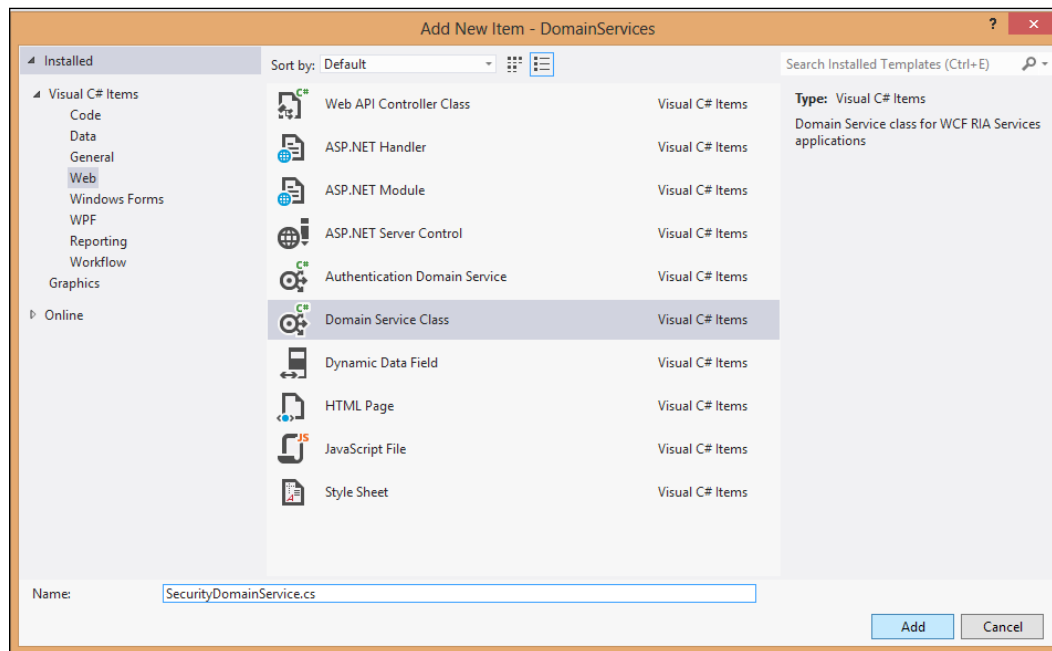 Add New Item - DomainServices
?
×
Installed
Sort by: Default
Search Installed Templates (Ctrl+E)
Visual C# Items
Code
Data
General
Web
Windows Forms
WPF
Reporting
Workflow
Graphics
Online
C#
Web API Controller Class Visual C# Items
ASP.NET Handler Visual C# Items
ASP.NET Module Visual C# Items
ASP.NET Server Control Visual C# Items
C#
Authentication Domain Service Visual C# Items
C#
Domain Service Class Visual C# Items
Dynamic Data Field Visual C# Items
HTML Page Visual C# Items
JS
JavaScript File Visual C# Items
A
Style Sheet Visual C# Items
Type: Visual C# Items
Domain Service class for WCF RIA Services
applications
Name: SecurityDomainService.cs
Add Cancel